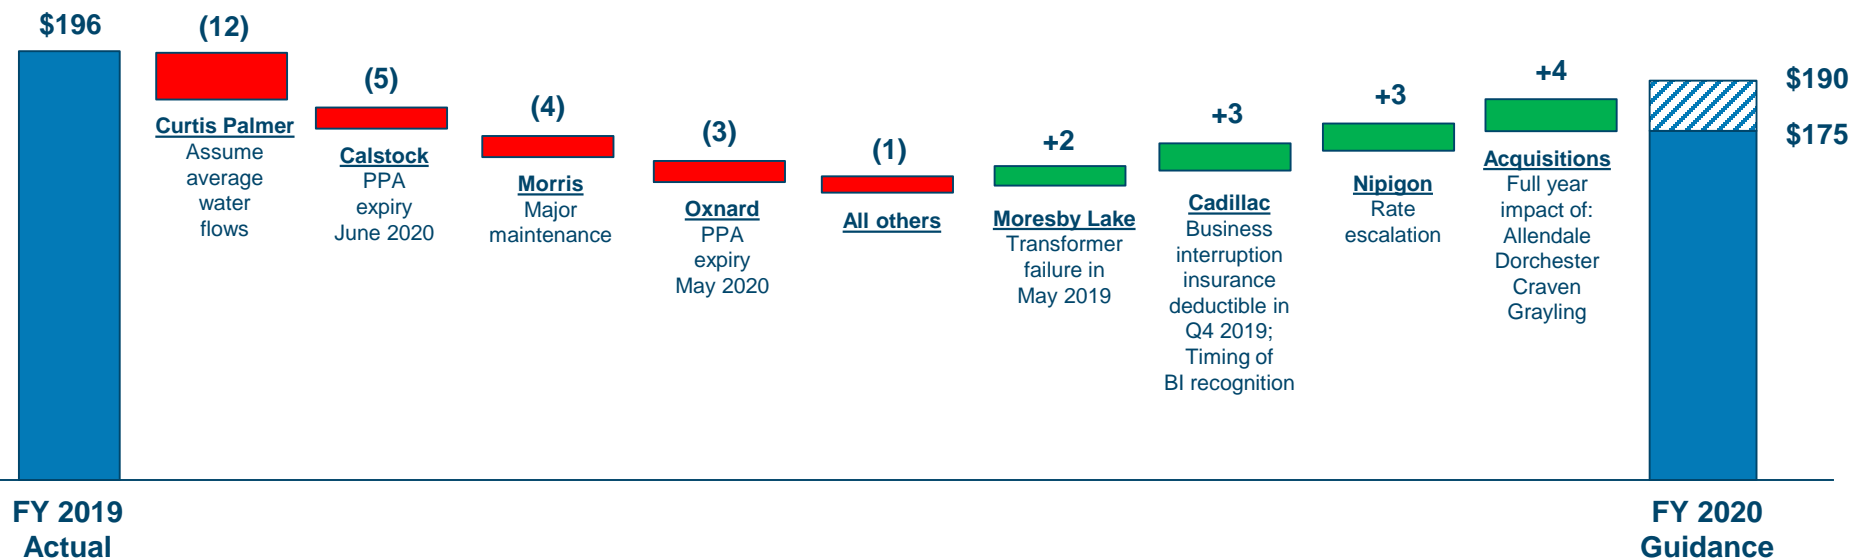 $196
FY 2019
Actual
(12)
Curtis Palmer
Assume
average
water
flows
(5)
Calstock
PPA
expiry
June 2020
(4)
Morris
Major
maintenance
(3)
Oxnard
PPA
expiry
May 2020
(1)
All others
+2
Moresby Lake
Transformer
failure in
May 2019
+3
Cadillac
Business
interruption
insurance
deductible in
Q4 2019;
Timing of
BI recognition
+3
Nipigon
Rate
escalation
+4
Acquisitions
Full year
impact of:
Allendale
Dorchester
Craven
Grayling
$190
$175
FY 2020
Guidance